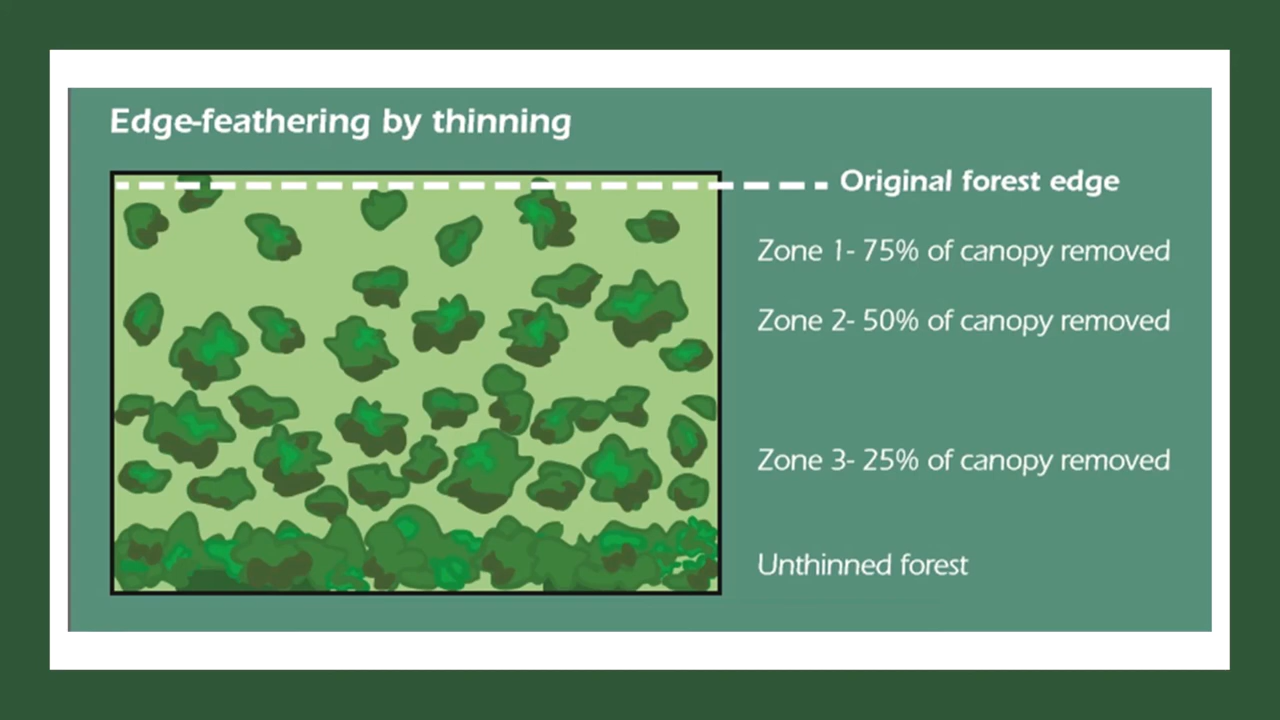 Edge-feathering by thinning
Original forest edge
Zone 1- 75% of canopy removed
Zone 2- 50% of canopy removed
Zone 3- 25% of canopy removed
Unthinned forest